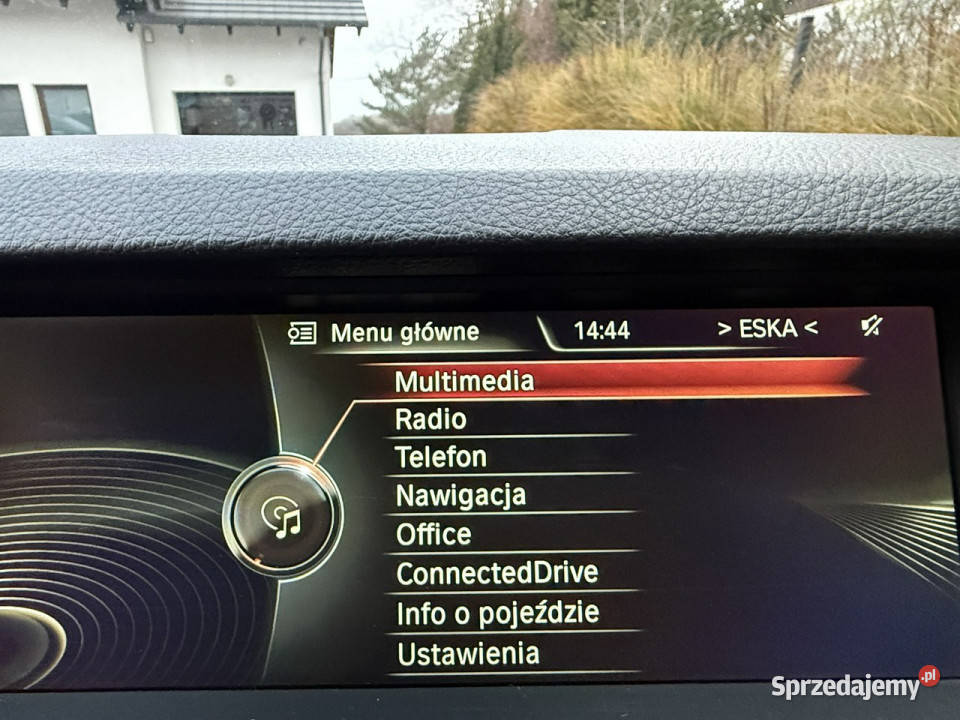 Menu główne 14:44 > ESKA <
Multimedia
Radio
Telefon
Nawigacja
Office
ConnectedDrive
Info o pojeździe
Ustawienia
Sprzedajemy.pl